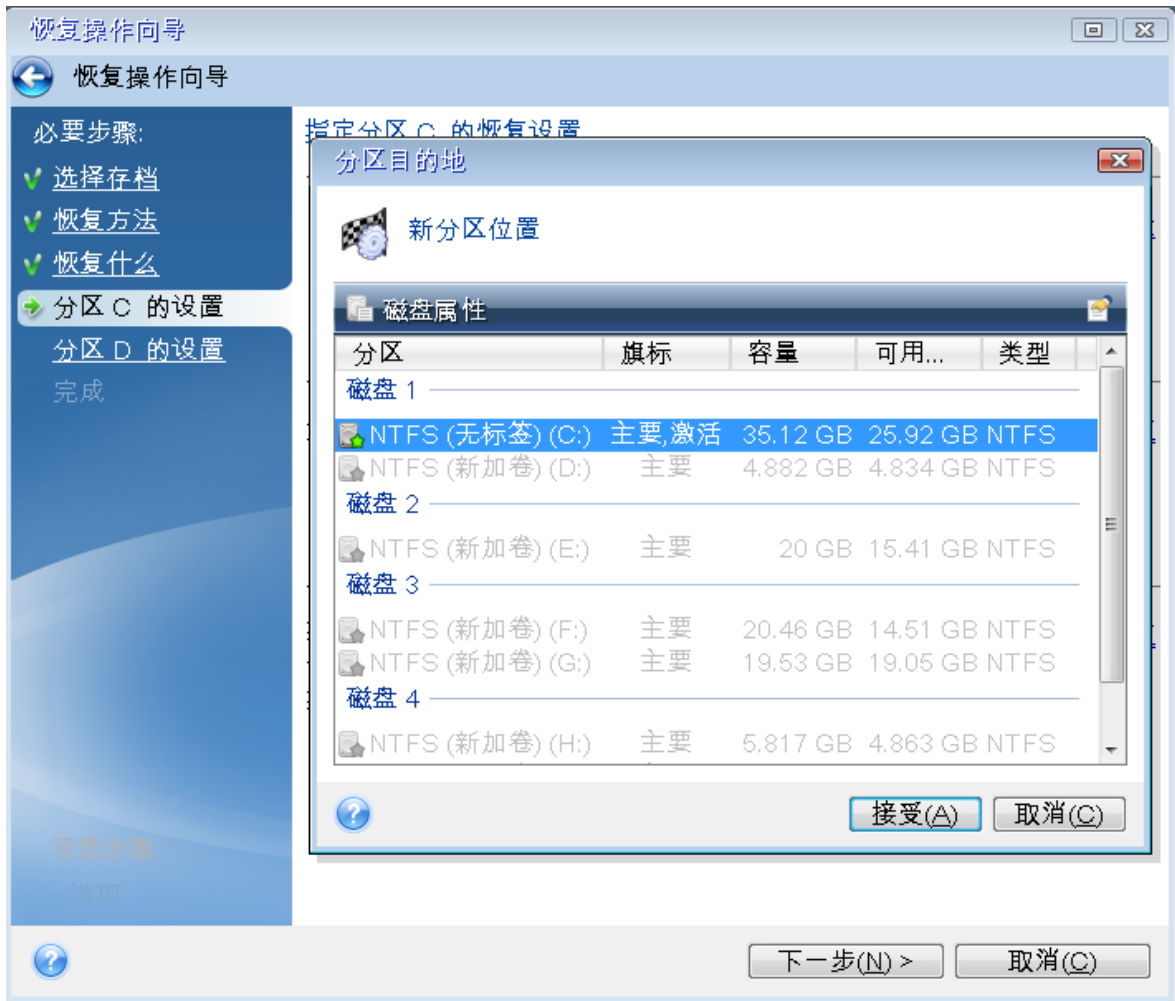 恢复操作向导
恢复操作向导
必要步骤:
选择存档
恢复方法
恢复什么
分区 C 的设置
分区 D 的设置
完成
可选步骤:
选项
指定分区 C 的恢复设置
分区目的地
新分区位置
磁盘属性
分区 旗标 容量 可用... 类型
磁盘 1
NTFS (无标签) (C:) 主要,激活 35.12 GB 25.92 GB NTFS
NTFS (新加卷) (D:) 主要 4.882 GB 4.834 GB NTFS
磁盘 2
NTFS (新加卷) (E:) 主要 20 GB 15.41 GB NTFS
磁盘 3
NTFS (新加卷) (F:) 主要 20.46 GB 14.51 GB NTFS
NTFS (新加卷) (G:) 主要 19.53 GB 19.05 GB NTFS
磁盘 4
NTFS (新加卷) (H:) 主要 5.817 GB 4.863 GB NTFS
接受(A) 取消(C)
下一步(N) > 取消(C)